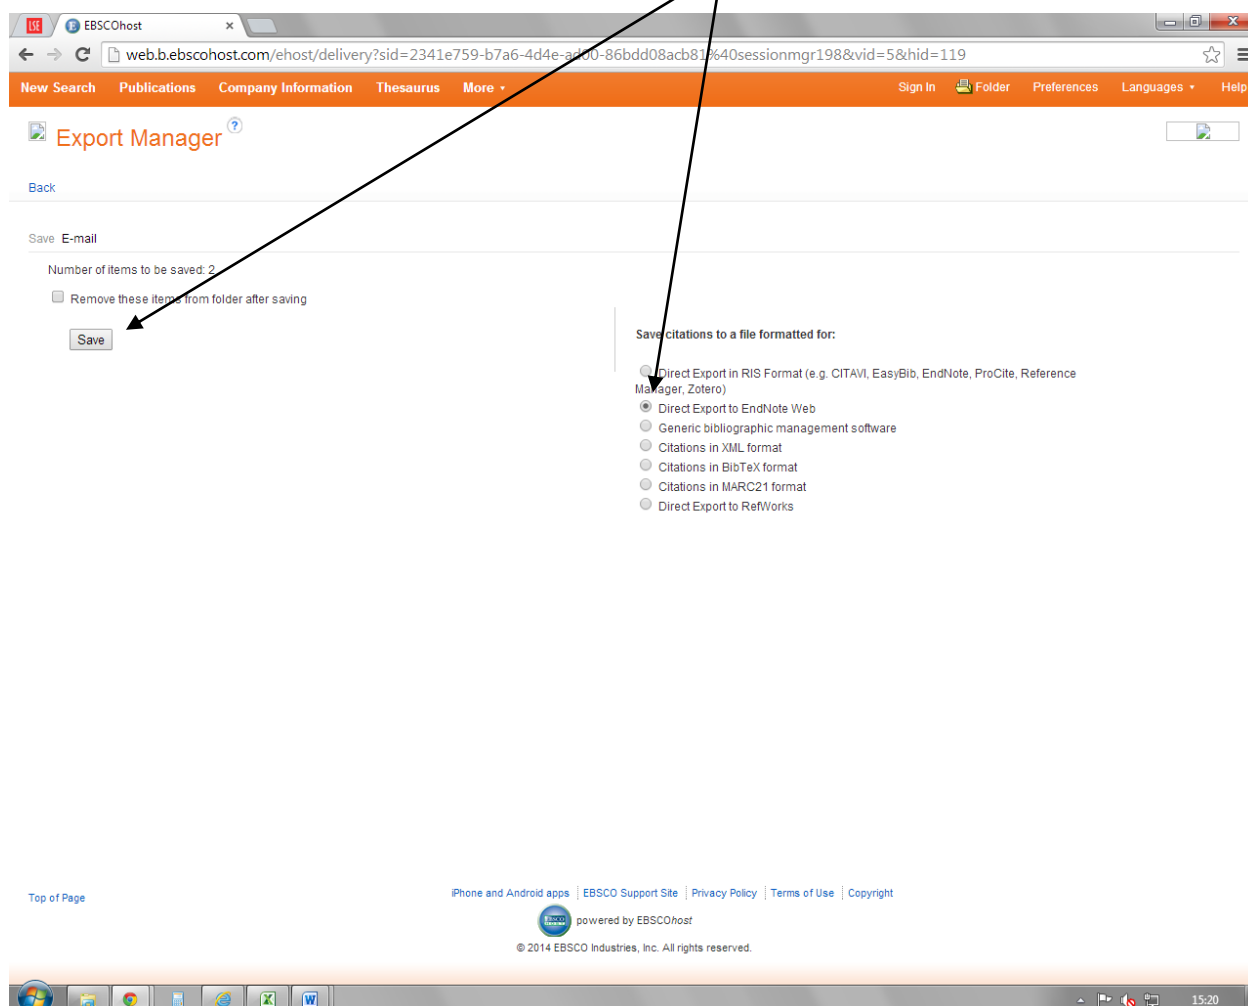 LSE EBSCOhost ×
web.b.ebscohost.com/ehost/delivery?sid=2341e759-b7a6-4d4e-ad00-86bdd08acb81%40sessionmgr198&vid=5&hid=119
New Search Publications Company Information Thesaurus More Sign In Folder Preferences Languages Help
Export Manager ?
Back
Save E-mail
Number of items to be saved: 2
Remove these items from folder after saving
Save
Save citations to a file formatted for:
Direct Export in RIS Format (e.g. CITAVI, EasyBib, EndNote, ProCite, Reference
Manager, Zotero)
Direct Export to EndNote Web
Generic bibliographic management software
Citations in XML format
Citations in BibTeX format
Citations in MARC21 format
Direct Export to RefWorks
Top of Page iPhone and Android apps EBSCO Support Site Privacy Policy Terms of Use Copyright
powered by EBSCOhost
© 2014 EBSCO Industries, Inc. All rights reserved.
15:20